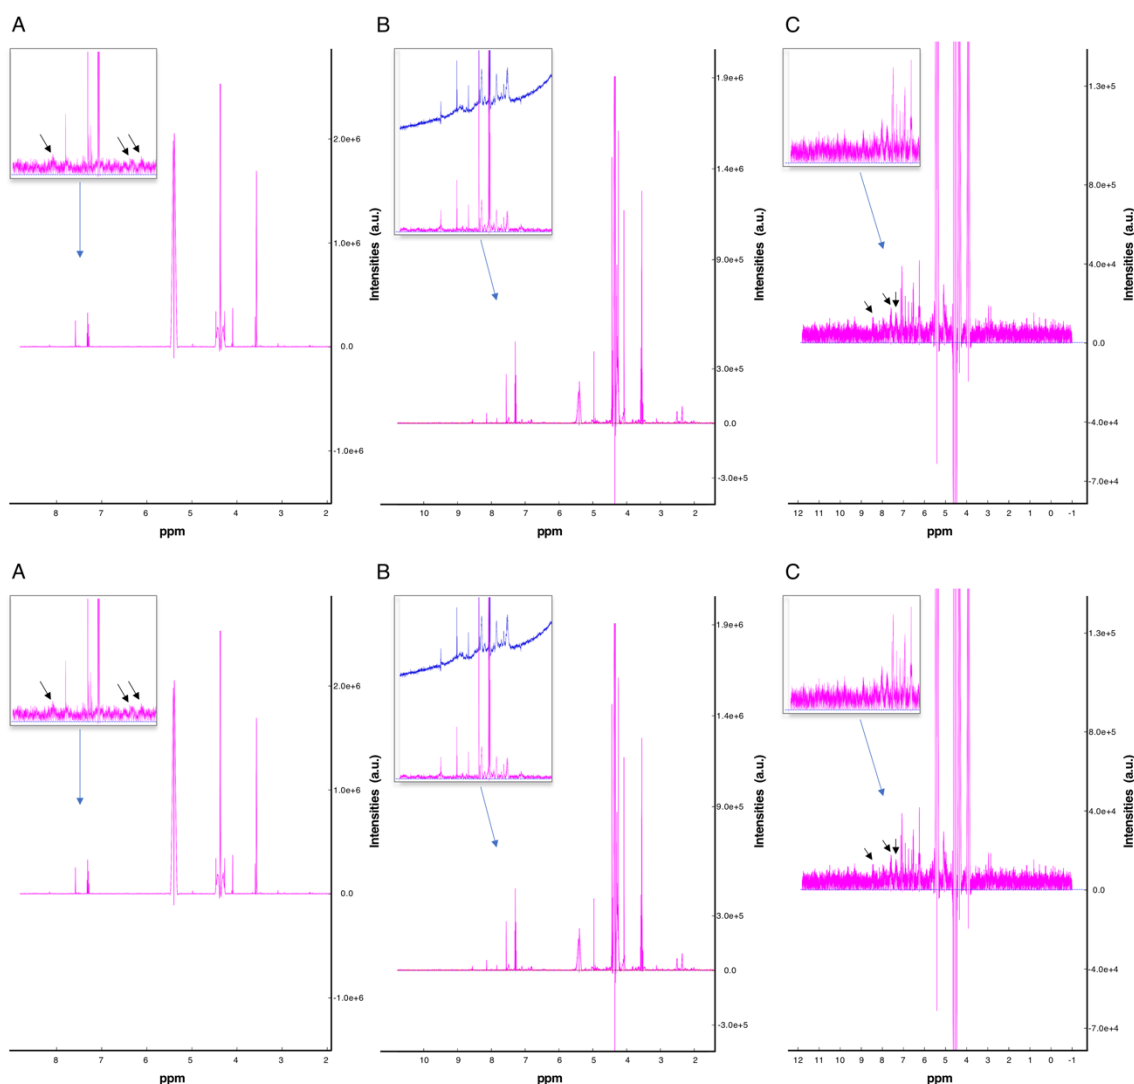 A
B
C
2.0e+6
1.0e+6
0.0
-1.0e+6
8 7 6 5 4 3 2
ppm
Intensities (a.u.)
1.9e+6
1.4e+6
9.0e+5
3.0e+5
0.0
-3.0e+5
10 9 8 7 6 5 4 3 2
ppm
Intensities (a.u.)
1.3e+5
8.0e+5
4.0e+4
0.0
-4.0e+4
-7.0e+4
12 11 10 9 8 7 6 5 4 3 2 1 0 -1
ppm
Intensities (a.u.)
A
B
C
2.0e+6
1.0e+6
0.0
-1.0e+6
8 7 6 5 4 3 2
ppm
Intensities (a.u.)
1.9e+6
1.4e+6
9.0e+5
3.0e+5
0.0
-3.0e+5
10 9 8 7 6 5 4 3 2
ppm
Intensities (a.u.)
1.3e+5
8.0e+5
4.0e+4
0.0
-4.0e+4
-7.0e+4
12 11 10 9 8 7 6 5 4 3 2 1 0 -1
ppm
Intensities (a.u.)